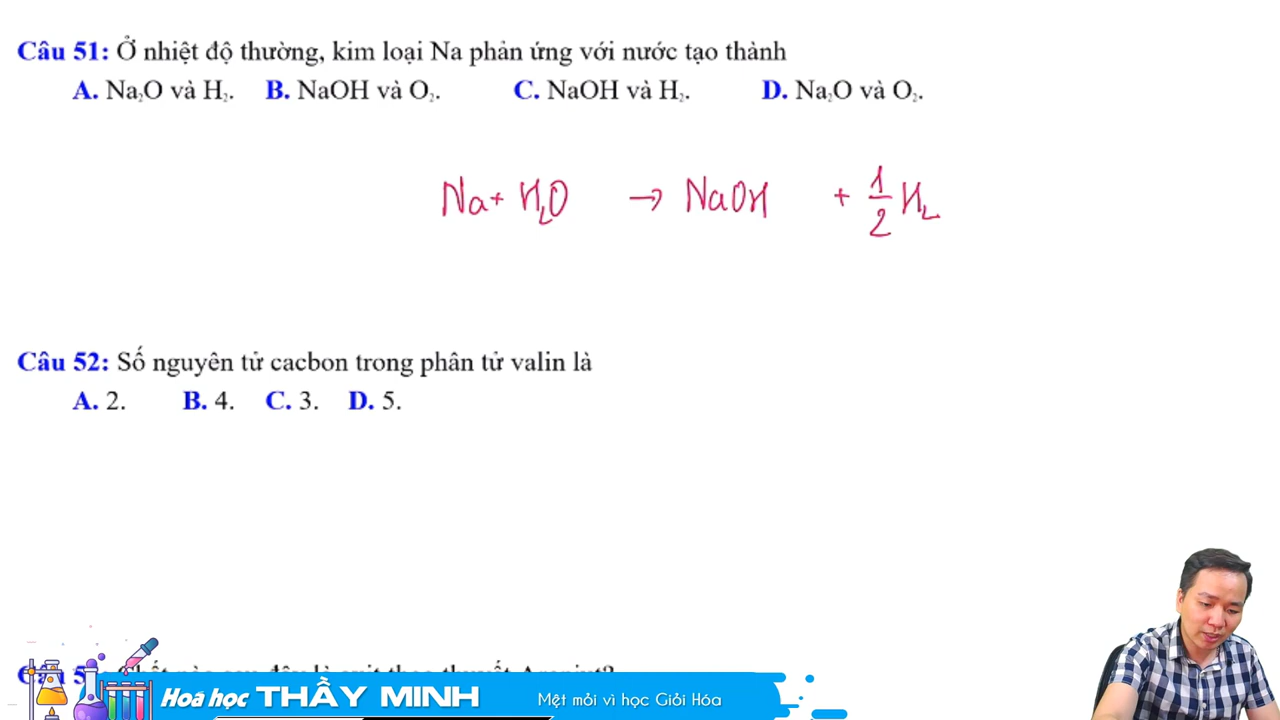 Câu 51: Ở nhiệt độ thường, kim loại Na phản ứng với nước tạo thành
A. Na₂O và H₂. B. NaOH và O₂. C. NaOH và H₂. D. Na₂O và O₂.
Na + H₂O → NaOH + 1/2 H₂
Câu 52: Số nguyên tử cacbon trong phân tử valin là
A. 2. B. 4. C. 3. D. 5.
Hoá học THẦY MINH Mệt mỏi vì học Giỏi Hóa